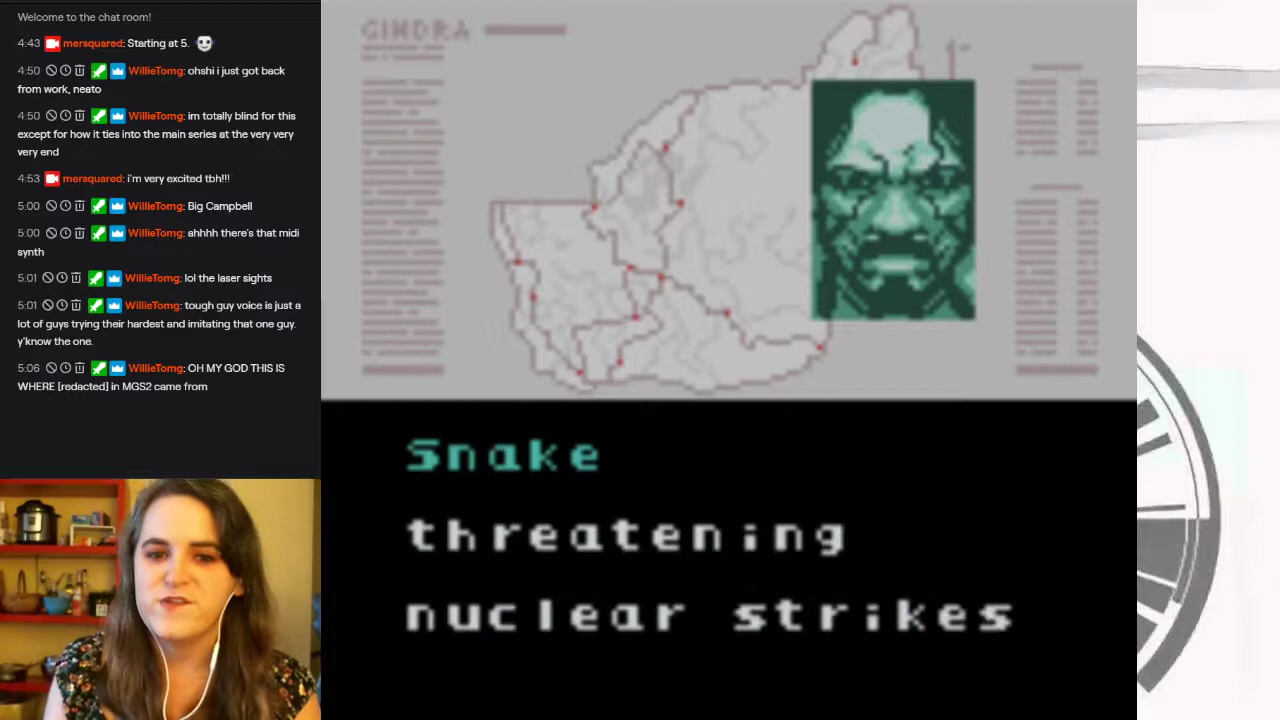 Welcome to the chat room!
4:43 mersquared: Starting at 5.
4:50 WillieTomg: ohshi i just got back
from work, neato
4:50 WillieTomg: im totally blind for this
except for how it ties into the main series at the very very
very end
4:53 mersquared: i'm very excited tbh!!!
5:00 WillieTomg: Big Campbell
5:00 WillieTomg: ahhhh there's that midi
synth
5:01 WillieTomg: lol the laser sights
5:01 WillieTomg: tough guy voice is just a
lot of guys trying their hardest and imitating that one guy.
y'know the one.
5:06 WillieTomg: OH MY GOD THIS IS
WHERE [redacted] in MGS2 came from
GINDRA
Snake
threatening
nuclear strikes